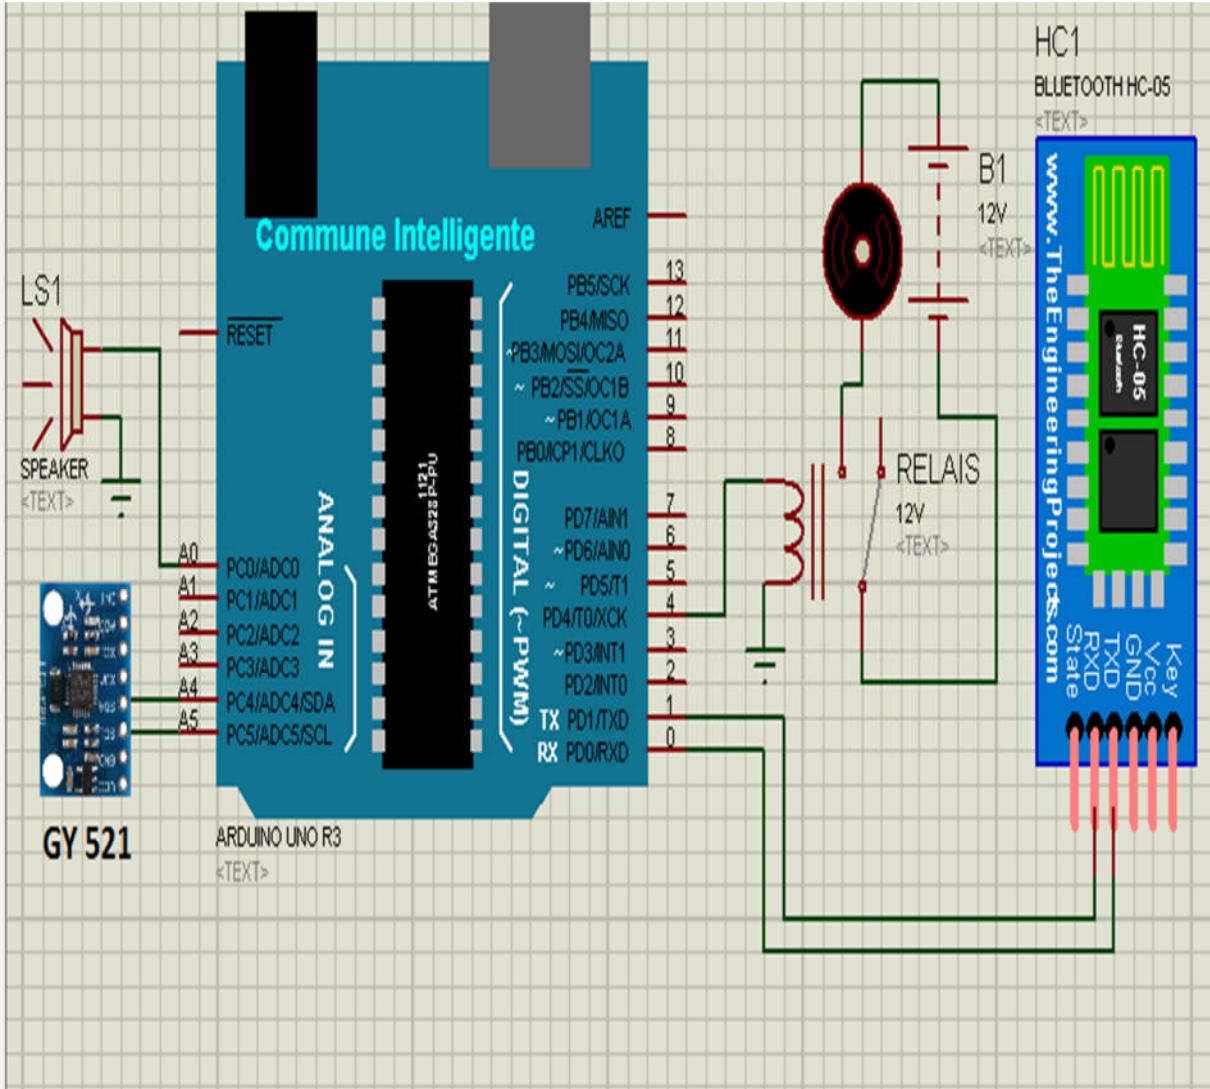 HC1
BLUETOOTH HC-05
<TEXT>
www.TheEngineeringProjects.com
HC-05
Bluetooth
State
RXD
TXD
GND
Vcc
Key
B1
12V
<TEXT>
RELAIS
12V
<TEXT>
LS1
SPEAKER
<TEXT>
Commune Intelligente
RESET
AREF
PB5/SCK
13
PB4/MISO
12
~PB3/MOSI/OC2A
11
~ PB2/SS/OC1B
10
~ PB1/OC1A
9
PB0/ICP1/CLKO
8
PD7/AIN1
7
~PD6/AIN0
6
~ PD5/T1
5
PD4/T0/XCK
4
~PD3/INT1
3
PD2/INT0
2
TX PD1/TXD
1
RX PD0/RXD
0
DIGITAL (~PWM)
ATMEGA328P-PU
1121
ANALOG IN
A0
PC0/ADC0
A1
PC1/ADC1
A2
PC2/ADC2
A3
PC3/ADC3
A4
PC4/ADC4/SDA
A5
PC5/ADC5/SCL
GY 521
ARDUINO UNO R3
<TEXT>